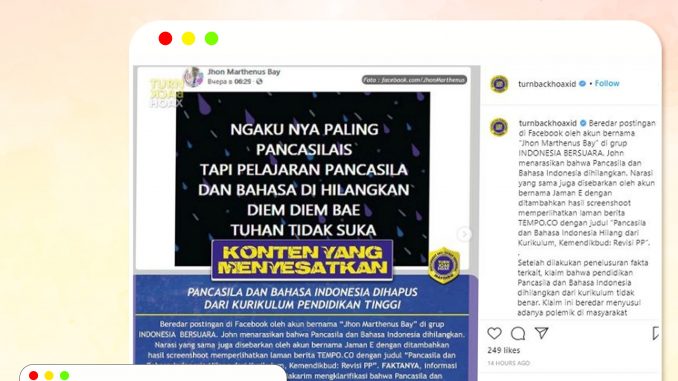 TURN
BACK
HOAX
Jhon Marthenus Bay
Вчера в 06:29
Foto : facebook.com/JhonMarthenus
NGAKU NYA PALING
PANCASILAIS
TAPI PELAJARAN PANCASILA
DAN BAHASA DI HILANGKAN
DIEM DIEM BAE
TUHAN TIDAK SUKA
KONTEN YANG
MENYESATKAN
PANCASILA DAN BAHASA INDONESIA DIHAPUS
DARI KURIKULUM PENDIDIKAN TINGGI
Beredar postingan di Facebook oleh akun bernama "Jhon Marthenus Bay" di grup
INDONESIA BERSUARA. John menarasikan bahwa Pancasila dan Bahasa Indonesia dihilangkan.
Narasi yang sama juga disebarkan oleh akun bernama Jaman E dengan ditambahkan
hasil screenshoot memperlihatkan laman berita TEMPO.CO dengan judul "Pancasila dan
Bahasa Indonesia Hilang dari Kurikulum, Kemendikbud: Revisi PP". FAKTANYA, informasi
makarim mengklarifikasi bahwa Pancasila dan
turnbackhoaxid • Follow
turnbackhoaxid Beredar postingan
di Facebook oleh akun bernama
"Jhon Marthenus Bay" di grup
INDONESIA BERSUARA. John
menarasikan bahwa Pancasila dan
Bahasa Indonesia dihilangkan. Narasi
yang sama juga disebarkan oleh akun
bernama Jaman E dengan
ditambahkan hasil screenshoot
memperlihatkan laman berita
TEMPO.CO dengan judul "Pancasila
dan Bahasa Indonesia Hilang dari
Kurikulum, Kemendikbud: Revisi PP".
.
Setelah dilakukan penelusuran fakta
terkait, klaim bahwa pendidikan
Pancasila dan Bahasa Indonesia
dihilangkan dari kurikulum tidak
benar. Klaim ini beredar menyusul
adanya polemik di masyarakat
249 likes
14 HOURS AGO